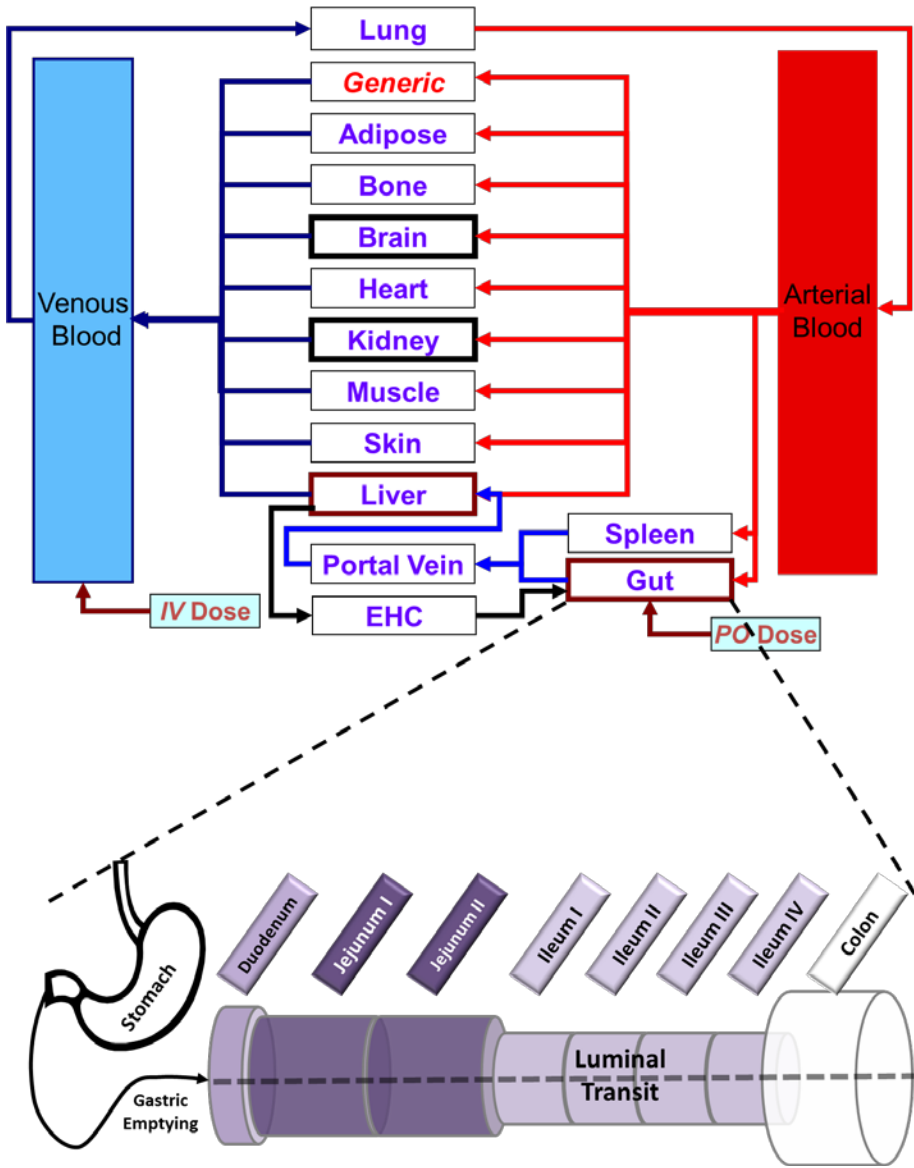 Lung
Generic
Adipose
Bone
Brain
Heart
Kidney
Muscle
Skin
Liver
Portal Vein
EHC
Venous
Blood
Arterial
Blood
Spleen
Gut
IV Dose
PO Dose
Stomach
Gastric
Emptying
Duodenum
Jejunum I
Jejunum II
Ileum I
Ileum II
Ileum III
Ileum IV
Colon
Luminal
Transit